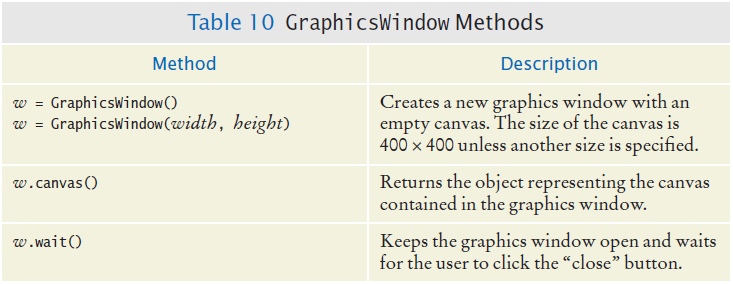 Table 10 GraphicsWindow Methods
Method Description
w = GraphicsWindow()
w = GraphicsWindow(width, height)
Creates a new graphics window with an
empty canvas. The size of the canvas is
400 × 400 unless another size is specified.
w.canvas()
Returns the object representing the canvas
contained in the graphics window.
w.wait()
Keeps the graphics window open and waits
for the user to click the “close” button.